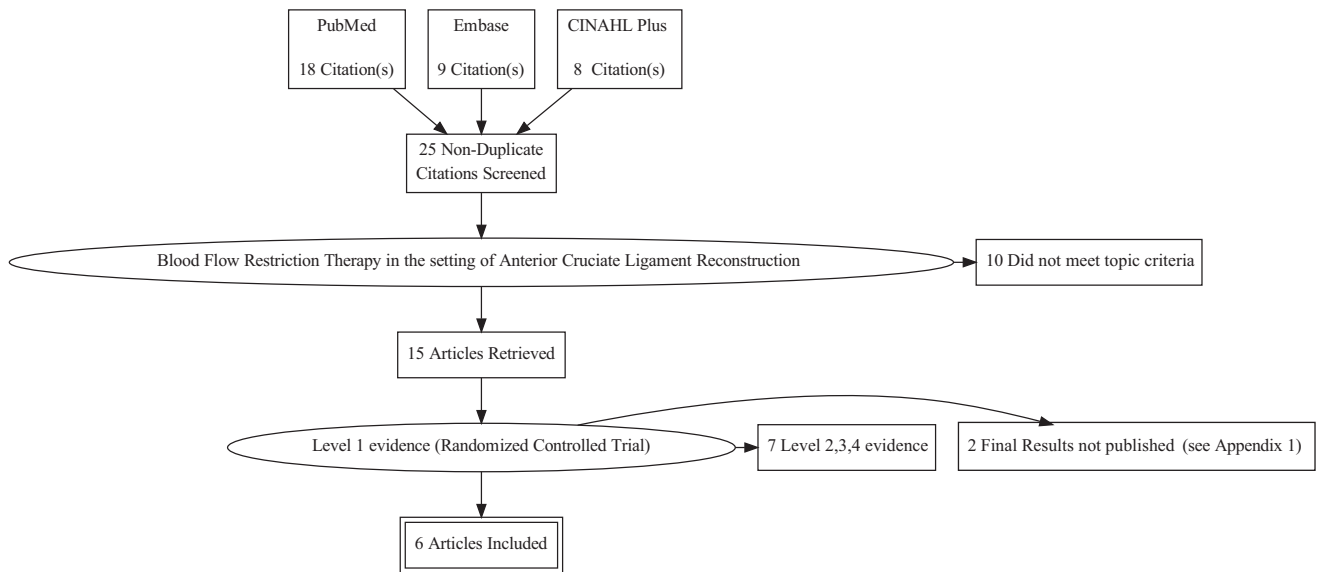 PubMed
18 Citation(s)
Embase
9 Citation(s)
CINAHL Plus
8 Citation(s)
25 Non-Duplicate
Citations Screened
Blood Flow Restriction Therapy in the setting of Anterior Cruciate Ligament Reconstruction
10 Did not meet topic criteria
15 Articles Retrieved
Level 1 evidence (Randomized Controlled Trial)
7 Level 2,3,4 evidence
2 Final Results not published (see Appendix 1)
6 Articles Included